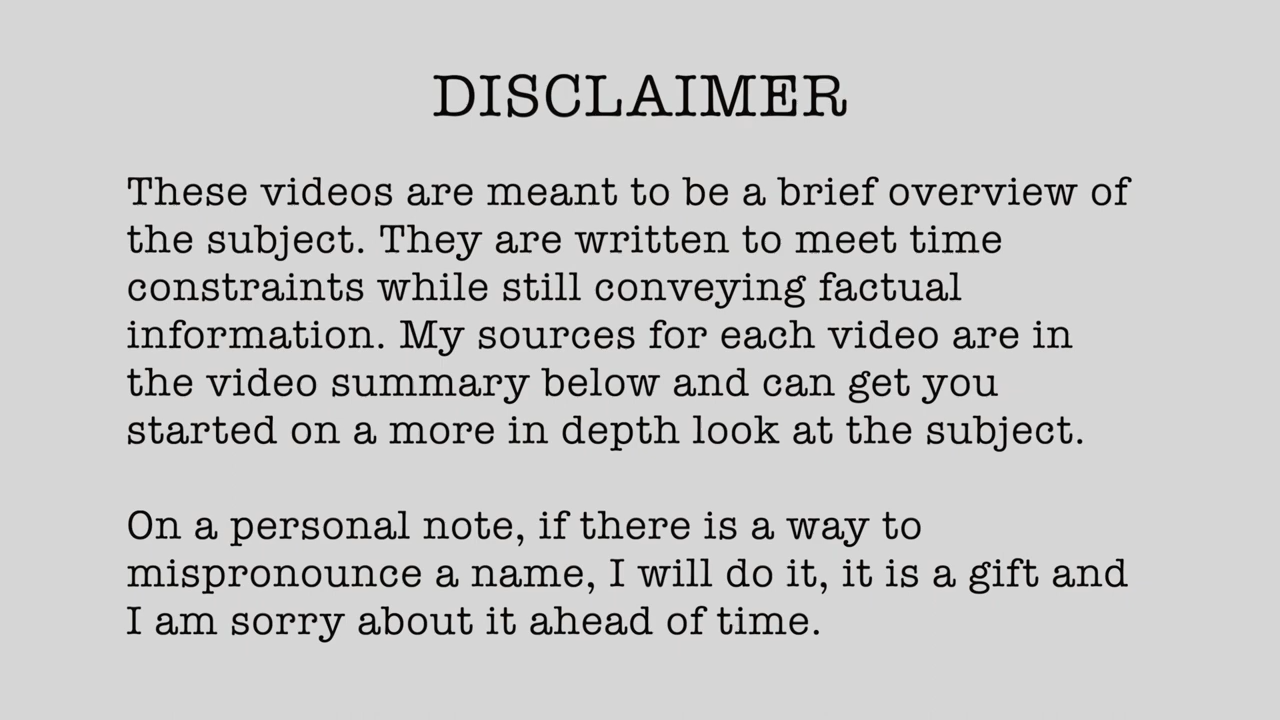 DISCLAIMER
These videos are meant to be a brief overview of
the subject. They are written to meet time
constraints while still conveying factual
information. My sources for each video are in
the video summary below and can get you
started on a more in depth look at the subject.
On a personal note, if there is a way to
mispronounce a name, I will do it, it is a gift and
I am sorry about it ahead of time.